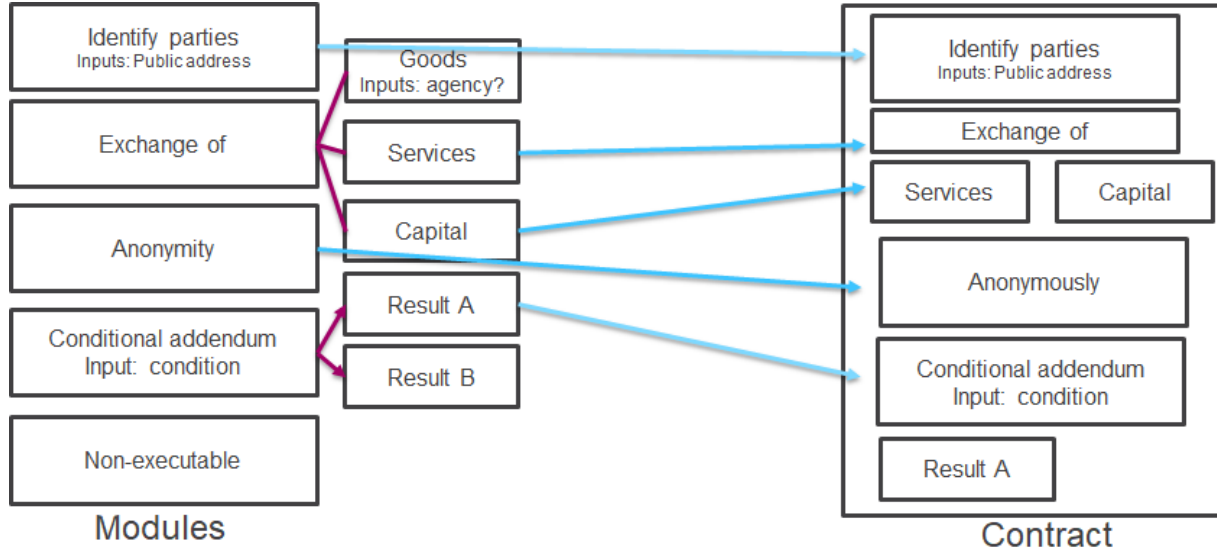 Identify parties
Inputs: Public address
Exchange of
Anonymity
Conditional addendum
Input: condition
Non-executable
Modules
Goods
Inputs: agency?
Services
Capital
Result A
Result B
Identify parties
Inputs: Public address
Exchange of
Services
Capital
Anonymously
Conditional addendum
Input: condition
Result A
Contract